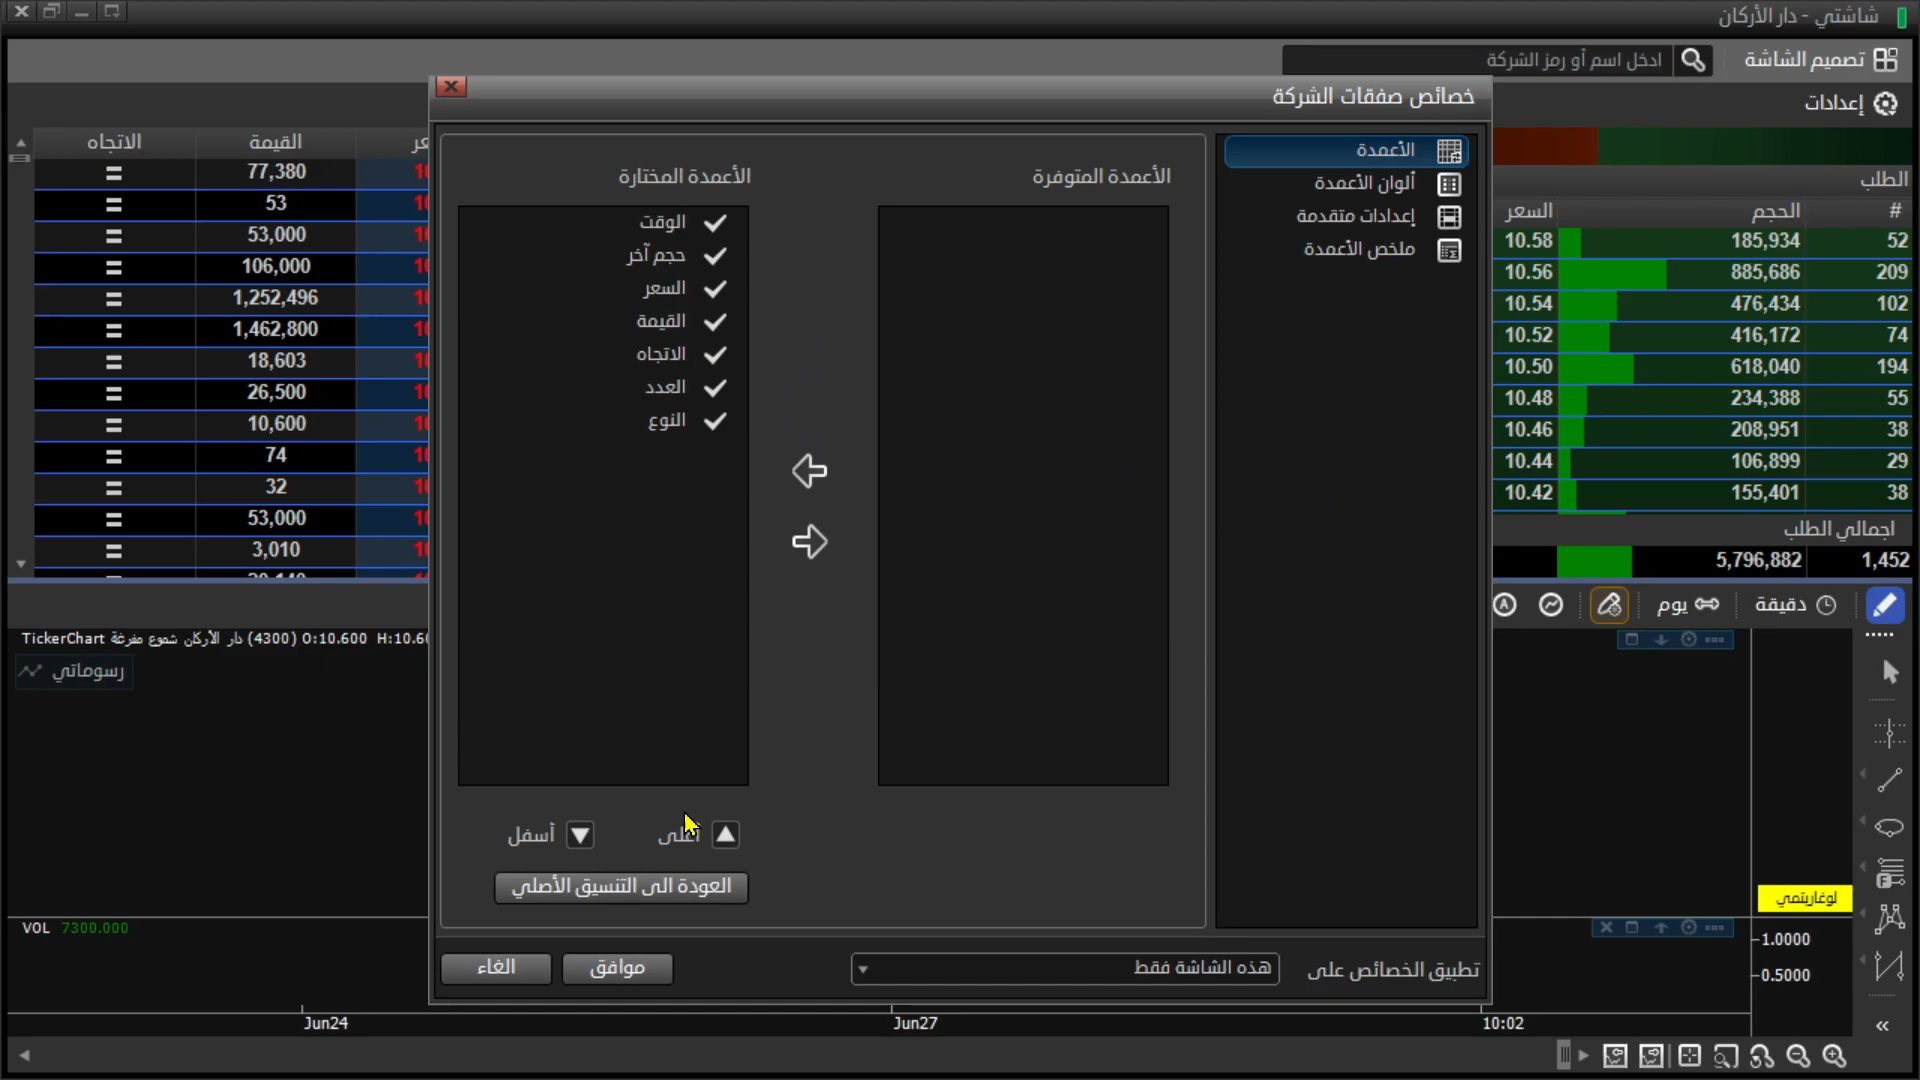 شاشتي - دار الأركان
تصميم الشاشة
ادخل اسم أو رمز الشركة
إعدادات
خصائص صفقات الشركة
الأعمدة
ألوان الأعمدة
إعدادات متقدمة
ملخص الأعمدة
الأعمدة المتوفرة
الأعمدة المختارة
الوقت
حجم آخر
السعر
القيمة
الاتجاه
العدد
النوع
أعلى
أسفل
العودة الى التنسيق الأصلي
تطبيق الخصائص على
هذه الشاشة فقط
موافق
الغاء
الطلب
# الحجم السعر
52 185,934 10.58
209 885,686 10.56
102 476,434 10.54
74 416,172 10.52
194 618,040 10.50
55 234,388 10.48
38 208,951 10.46
29 106,899 10.44
38 155,401 10.42
اجمالي الطلب
1,452 5,796,882
القيمة الاتجاه
77,380
53
53,000
106,000
1,252,496
1,462,800
18,603
26,500
10,600
74
32
53,000
3,010
دقيقة
يوم
TickerChart دار الأركان شموع مفرغة (4300) O:10.600 H:10.6
رسوماتي
لوغاريتمي
VOL 7300.000
1.0000
0.5000
Jun24
Jun27
10:02